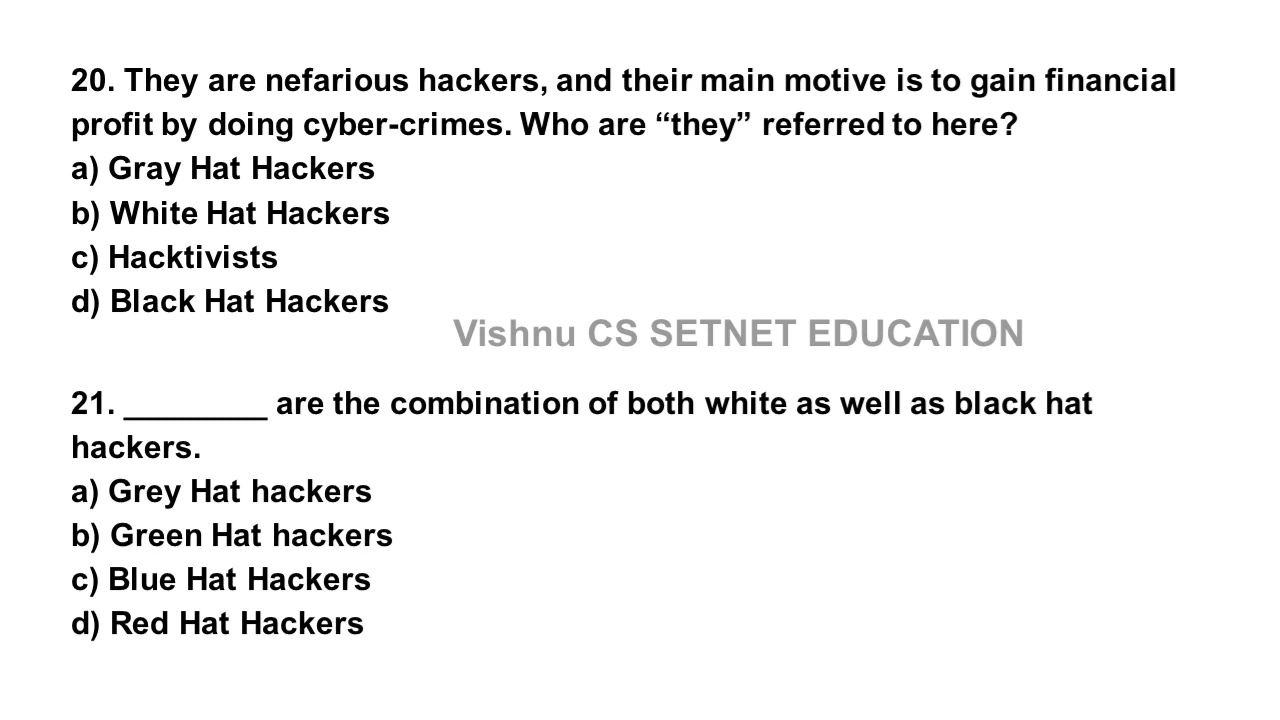 20. They are nefarious hackers, and their main motive is to gain financial
profit by doing cyber-crimes. Who are “they” referred to here?
a) Gray Hat Hackers
b) White Hat Hackers
c) Hacktivists
d) Black Hat Hackers
Vishnu CS SETNET EDUCATION
21. ________ are the combination of both white as well as black hat
hackers.
a) Grey Hat hackers
b) Green Hat hackers
c) Blue Hat Hackers
d) Red Hat Hackers